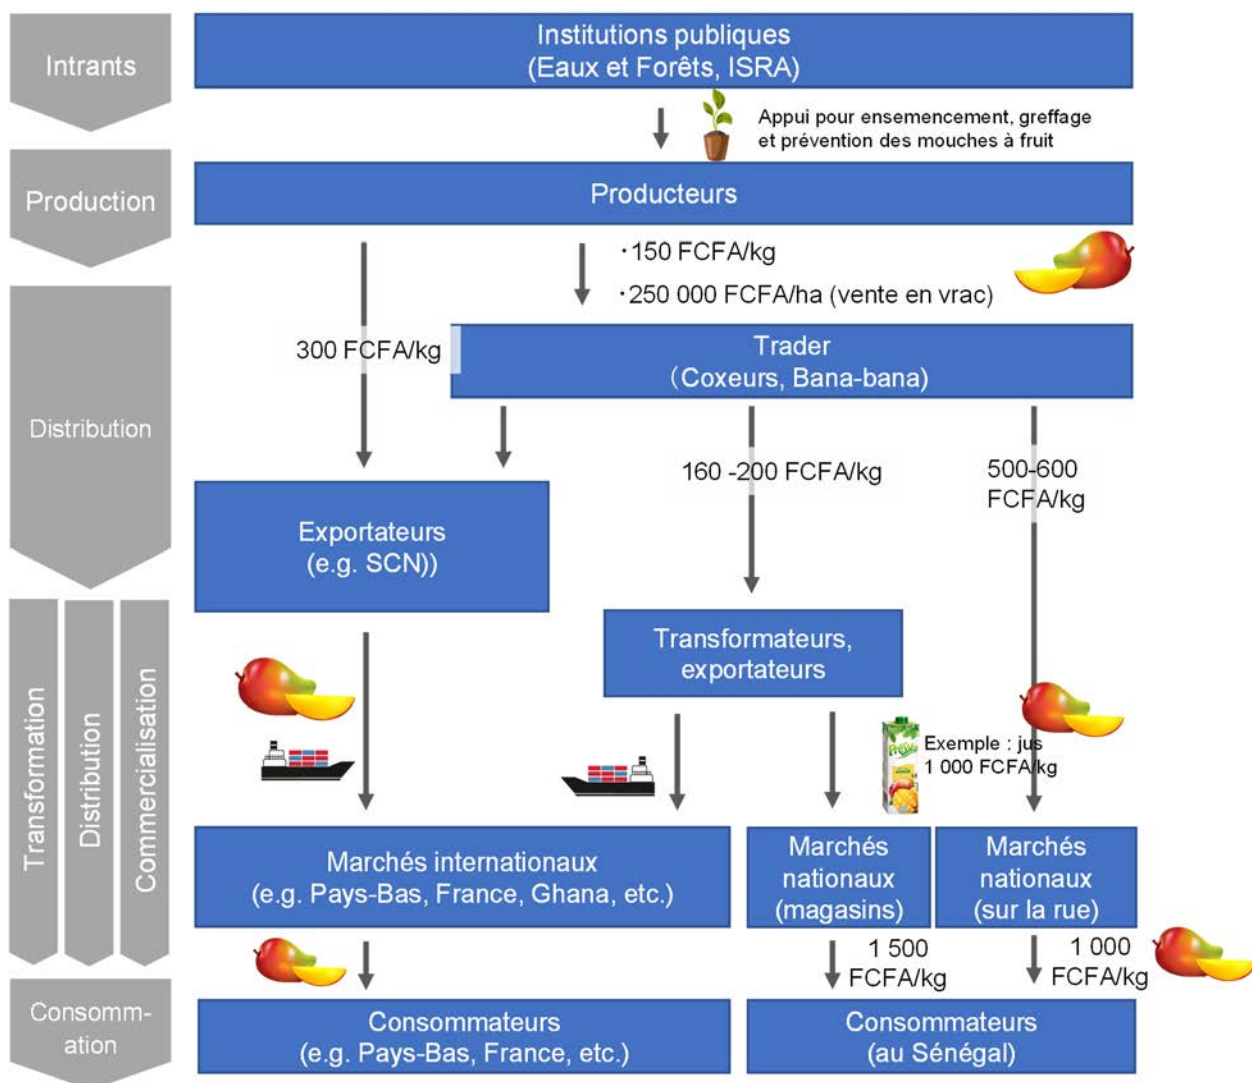 Intrants
Institutions publiques
(Eaux et Forêts, ISRA)
Appui pour ensemencement, greffage
et prévention des mouches à fruit
Production
Producteurs
・150 FCFA/kg
・250 000 FCFA/ha (vente en vrac)
300 FCFA/kg
Trader
(Coxeurs, Bana-bana)
Distribution
160 -200 FCFA/kg
500-600
FCFA/kg
Exportateurs
(e.g. SCN))
Transformateurs,
exportateurs
Transformation
Distribution
Commercialisation
Exemple : jus
1 000 FCFA/kg
Marchés internationaux
(e.g. Pays-Bas, France, Ghana, etc.)
Marchés
nationaux
(magasins)
Marchés
nationaux
(sur la rue)
1 500
FCFA/kg
1 000
FCFA/kg
Consomm-
ation
Consommateurs
(e.g. Pays-Bas, France, etc.)
Consommateurs
(au Sénégal)